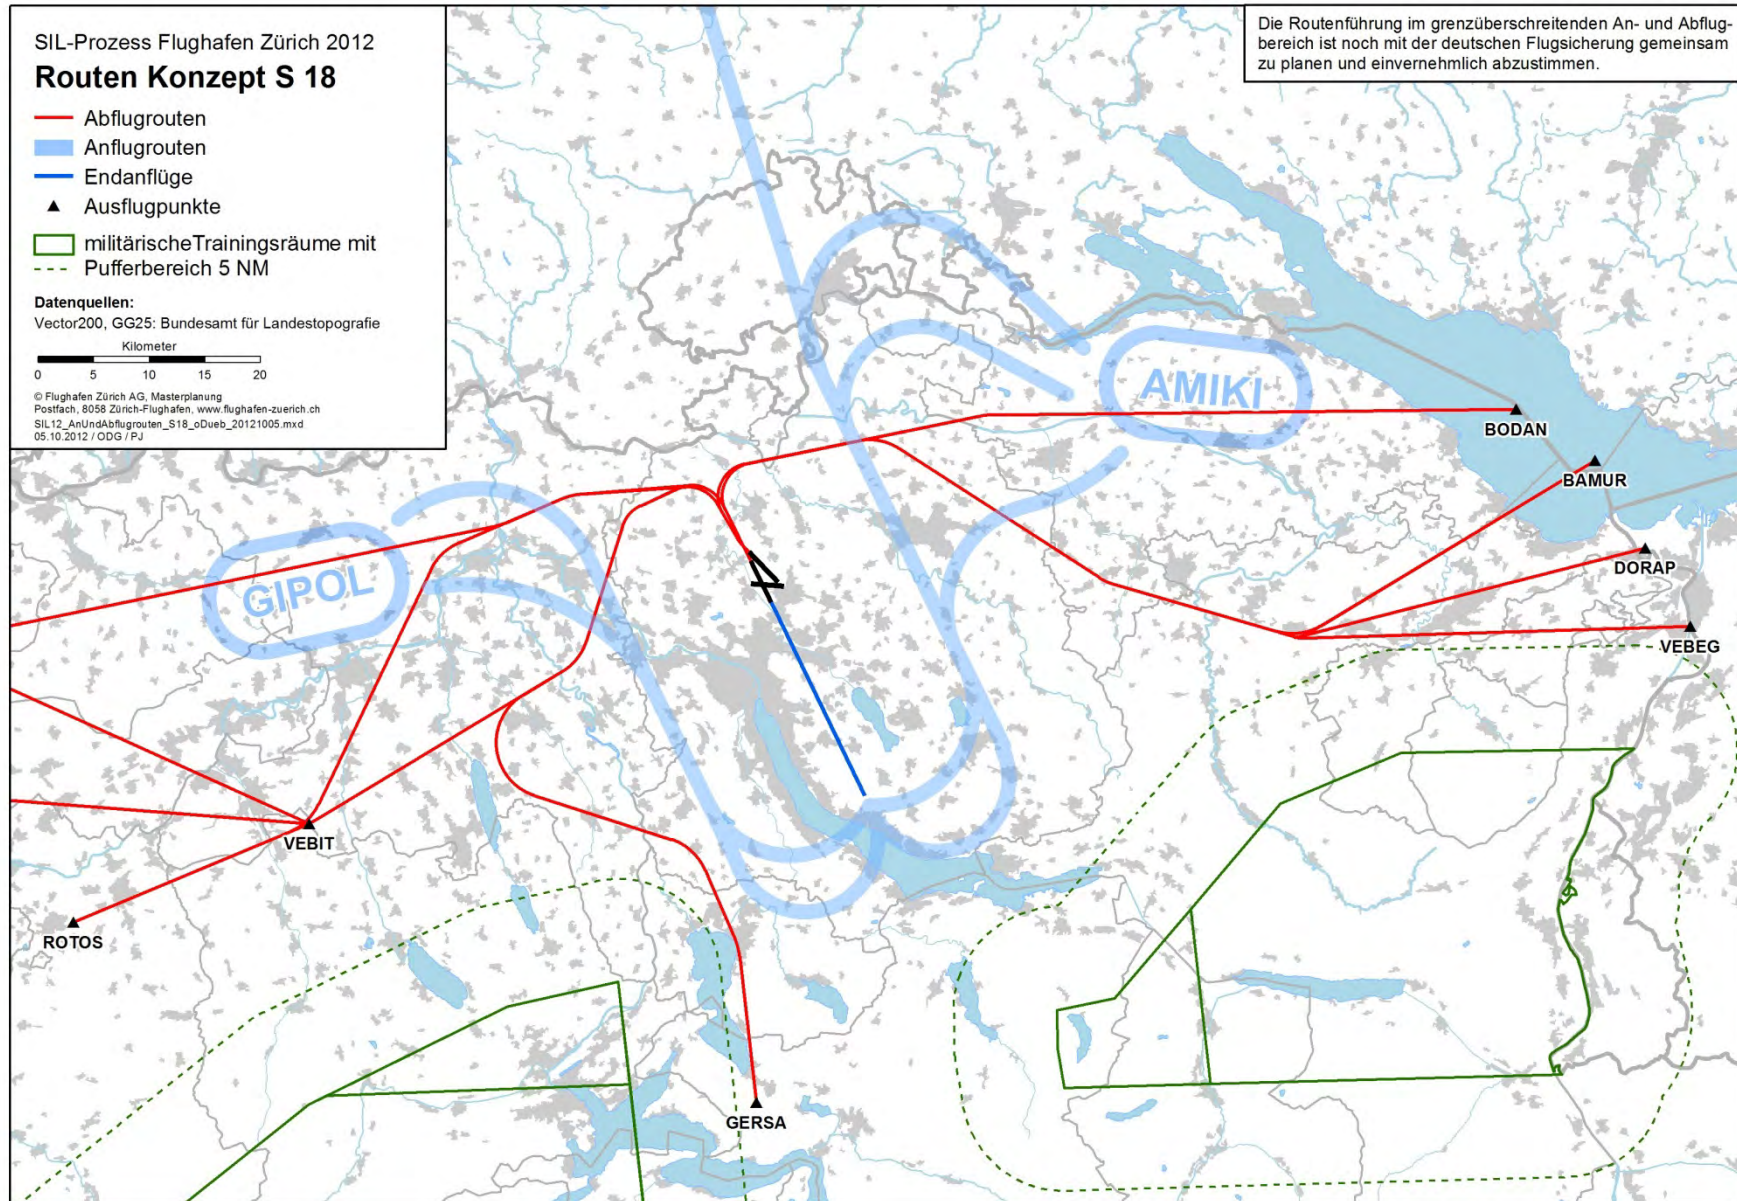 SIL-Prozess Flughafen Zürich 2012
Routen Konzept S 18
Abflugrouten
Anflugrouten
Endanflüge
Ausflugpunkte
militärischeTrainingsräume mit
Pufferbereich 5 NM
Datenquellen:
Vector200, GG25: Bundesamt für Landestopografie
Kilometer
0 5 10 15 20
© Flughafen Zürich AG, Masterplanung
Postfach, 8058 Zürich-Flughafen, www.flughafen-zuerich.ch
SIL12_AnUndAbflugrouten_S18_oDueb_20121005.mxd
05.10.2012 / ODG / PJ
Die Routenführung im grenzüberschreitenden An- und Abflug-
bereich ist noch mit der deutschen Flugsicherung gemeinsam
zu planen und einvernehmlich abzustimmen.
AMIKI
BODAN
BAMUR
DORAP
GIPOL
VEBEG
VEBIT
ROTOS
GERSA